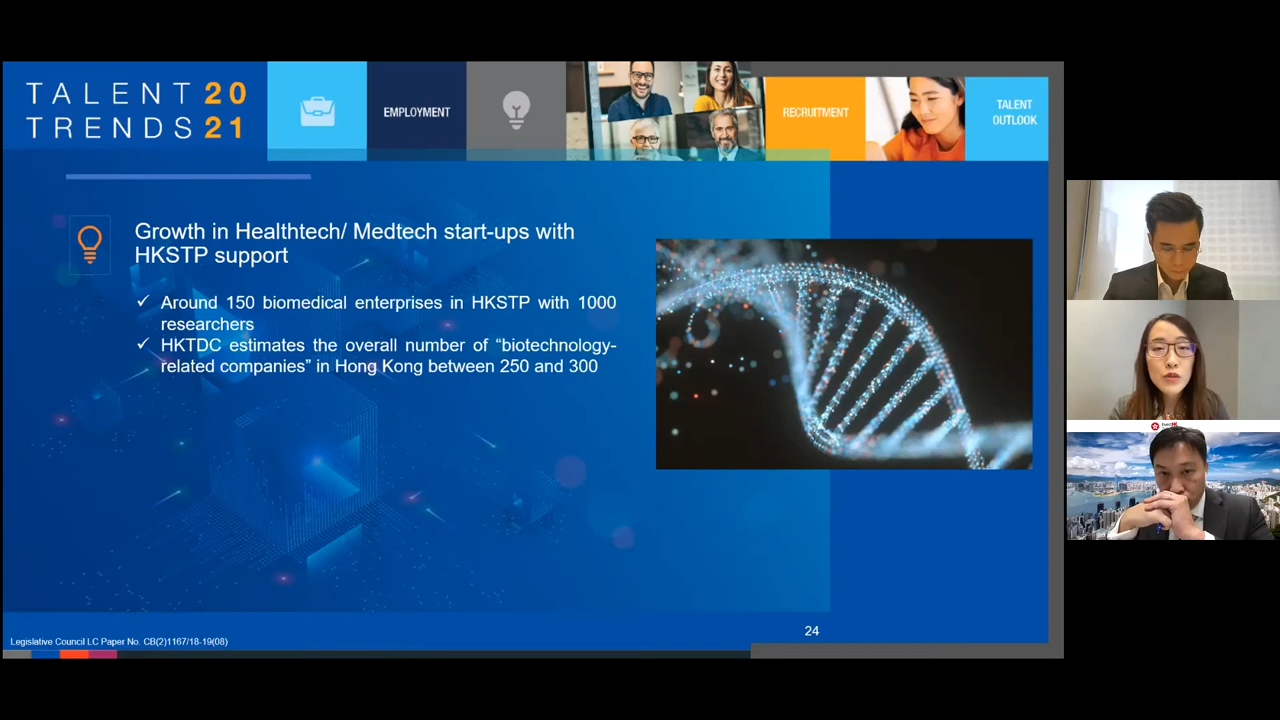 TALENT 20
TRENDS 21
EMPLOYMENT
RECRUITMENT
TALENT
OUTLOOK
Growth in Healthtech/ Medtech start-ups with
HKSTP support
✓ Around 150 biomedical enterprises in HKSTP with 1000
researchers
✓ HKTDC estimates the overall number of “biotechnology-
related companies” in Hong Kong between 250 and 300
24
Legislative Council LC Paper No. CB(2)1167/18-19(08)